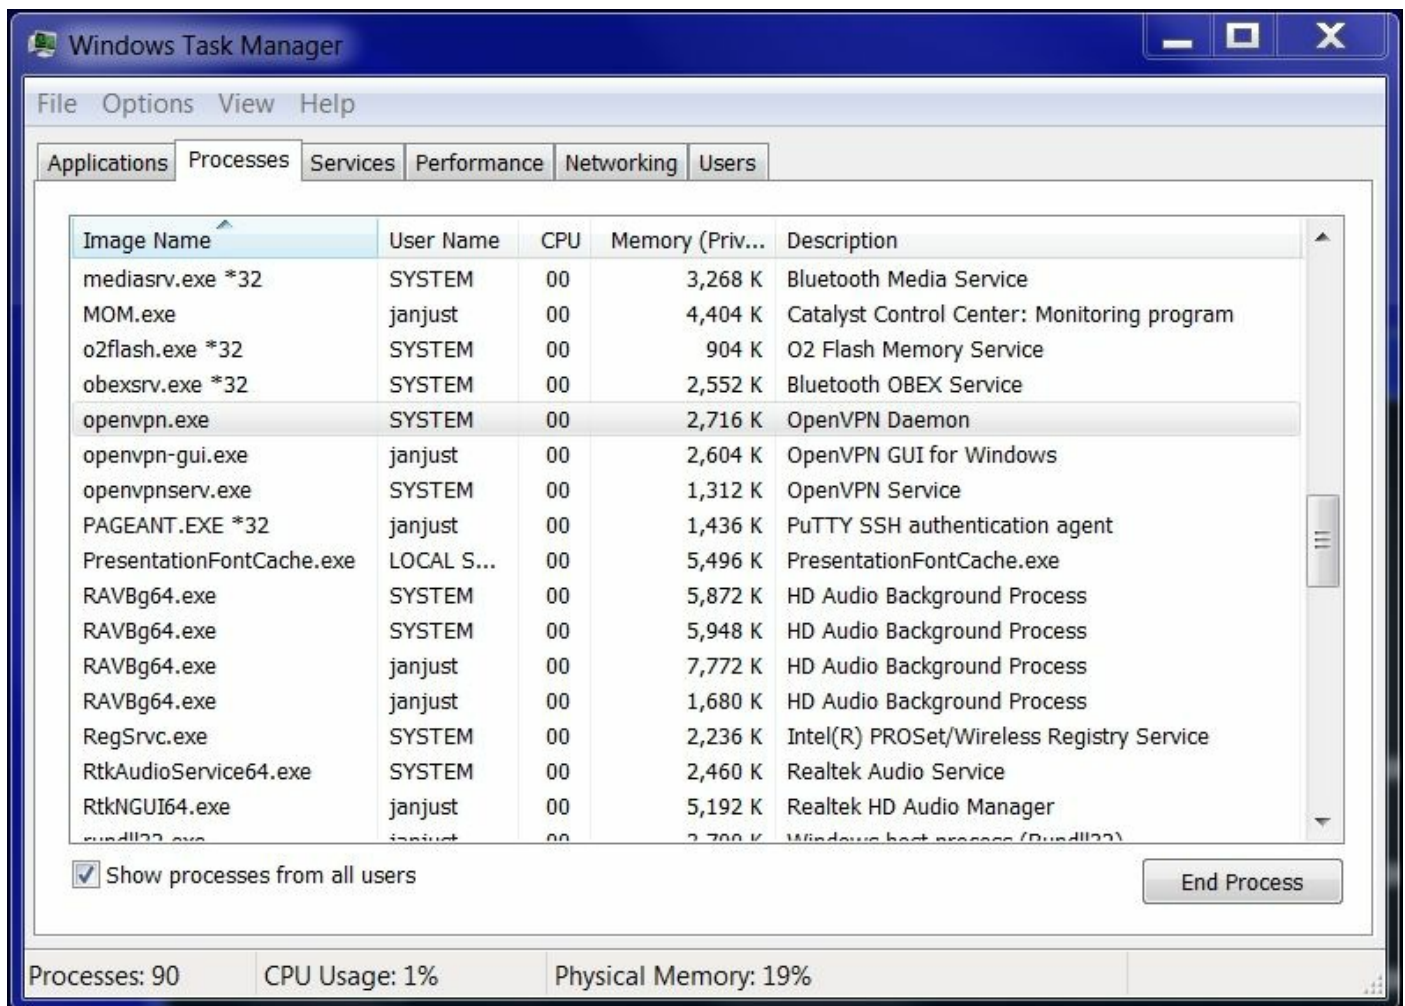 Windows Task Manager
File Options View Help
Applications Processes Services Performance Networking Users
Image Name User Name CPU Memory (Priv... Description
mediasrv.exe *32 SYSTEM 00 3,268 K Bluetooth Media Service
MOM.exe janjust 00 4,404 K Catalyst Control Center: Monitoring program
o2flash.exe *32 SYSTEM 00 904 K O2 Flash Memory Service
obexsrv.exe *32 SYSTEM 00 2,552 K Bluetooth OBEX Service
openvpn.exe SYSTEM 00 2,716 K OpenVPN Daemon
openvpn-gui.exe janjust 00 2,604 K OpenVPN GUI for Windows
openvpnserv.exe SYSTEM 00 1,312 K OpenVPN Service
PAGEANT.EXE *32 janjust 00 1,436 K PuTTY SSH authentication agent
PresentationFontCache.exe LOCAL S... 00 5,496 K PresentationFontCache.exe
RAVBg64.exe SYSTEM 00 5,872 K HD Audio Background Process
RAVBg64.exe SYSTEM 00 5,948 K HD Audio Background Process
RAVBg64.exe janjust 00 7,772 K HD Audio Background Process
RAVBg64.exe janjust 00 1,680 K HD Audio Background Process
RegSrvc.exe SYSTEM 00 2,236 K Intel(R) PROSet/Wireless Registry Service
RtkAudioService64.exe SYSTEM 00 2,460 K Realtek Audio Service
RtkNGUI64.exe janjust 00 5,192 K Realtek HD Audio Manager
rundll32.exe janjust 00 Windows host process (Rundll32)
Show processes from all users
End Process
Processes: 90 CPU Usage: 1% Physical Memory: 19%